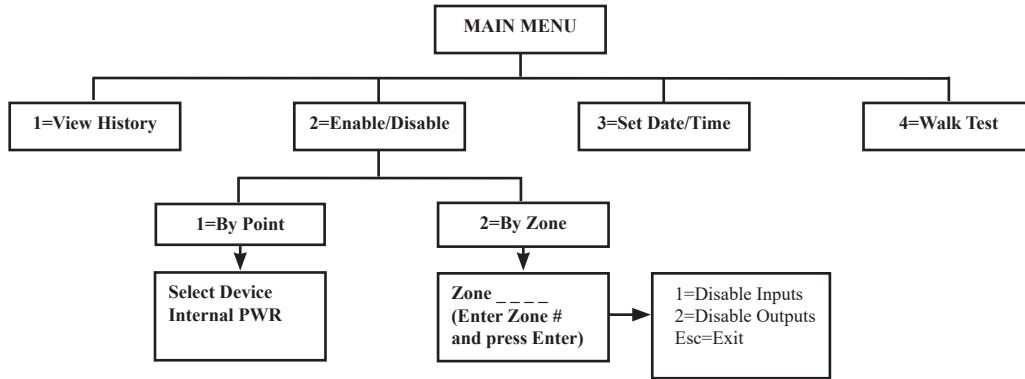 MAIN MENU
1=View History
2=Enable/Disable
3=Set Date/Time
4=Walk Test
1=By Point
2=By Zone
Select Device
Internal PWR
Zone _ _ _ _
(Enter Zone #
and press Enter)
1=Disable Inputs
2=Disable Outputs
Esc=Exit